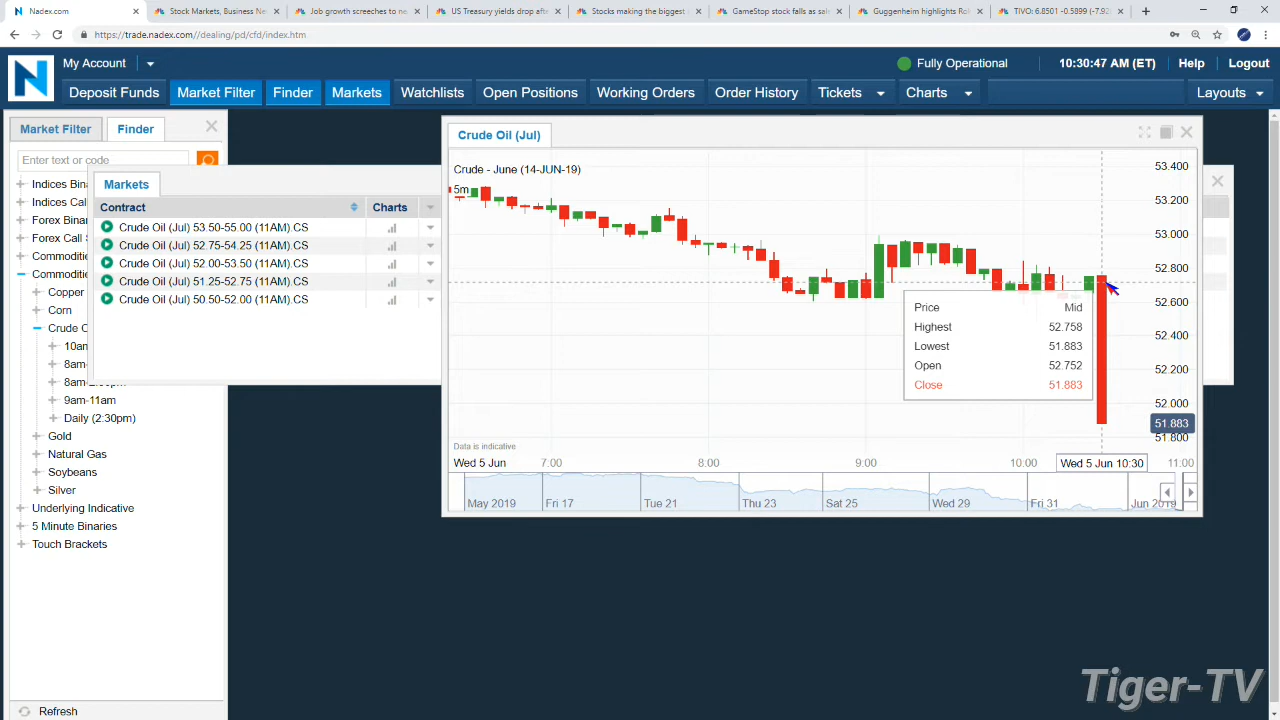 Nadex.com
Stock Markets, Business Ne
Job growth screeches to ne
US Treasury yields drop afte
Stocks making the biggest
GameStop stock falls as sale
Guggenheim highlights Rol
TIVO: 6.8501 -0.5899 (-7.92
https://trade.nadex.com//dealing/pd/cfd/index.htm
N
My Account
Fully Operational
10:30:47 AM (ET)
Help
Logout
Deposit Funds
Market Filter
Finder
Markets
Watchlists
Open Positions
Working Orders
Order History
Tickets
Charts
Layouts
Market Filter
Finder
Enter text or code
Indices Bin
Indices Cal
Forex Binar
Forex Call S
Commoditie
Commoditie
Copper
Corn
Crude O
10am
8am-
8am-2:30pm
9am-11am
Daily (2:30pm)
Gold
Natural Gas
Soybeans
Silver
Underlying Indicative
5 Minute Binaries
Touch Brackets
Refresh
Markets
Contract
Charts
Crude Oil (Jul) 53.50-55.00 (11AM).CS
Crude Oil (Jul) 52.75-54.25 (11AM).CS
Crude Oil (Jul) 52.00-53.50 (11AM).CS
Crude Oil (Jul) 51.25-52.75 (11AM).CS
Crude Oil (Jul) 50.50-52.00 (11AM).CS
Crude Oil (Jul)
Crude - June (14-JUN-19)
5m
53.400
53.200
53.000
52.800
52.600
52.400
52.200
52.000
51.883
51.800
Price Mid
Highest 52.758
Lowest 51.883
Open 52.752
Close 51.883
Data is indicative
Wed 5 Jun
7:00
8:00
9:00
10:00
Wed 5 Jun 10:30
11:00
May 2019
Fri 17
Tue 21
Thu 23
Sat 25
Wed 29
Fri 31
Jun 2019
Tiger-TV